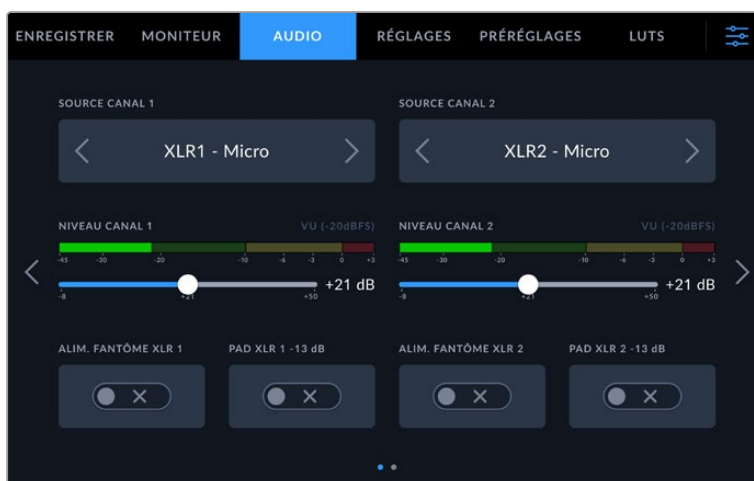 ENREGISTRER MONITEUR AUDIO RÉGLAGES PRÉRÉGLAGES LUTS
SOURCE CANAL 1 SOURCE CANAL 2
XLR1 - Micro XLR2 - Micro
NIVEAU CANAL 1 VU (-20dBFS) NIVEAU CANAL 2 VU (-20dBFS)
-45 -30 -20 -10 -6 -3 0 +3 -45 -30 -20 -10 -6 -3 0 +3
+21 dB +21 dB
-8 +21 +50 -8 +21 +50
ALIM. FANTÔME XLR 1 PAD XLR 1 -13 dB ALIM. FANTÔME XLR 2 PAD XLR 2 -13 dB